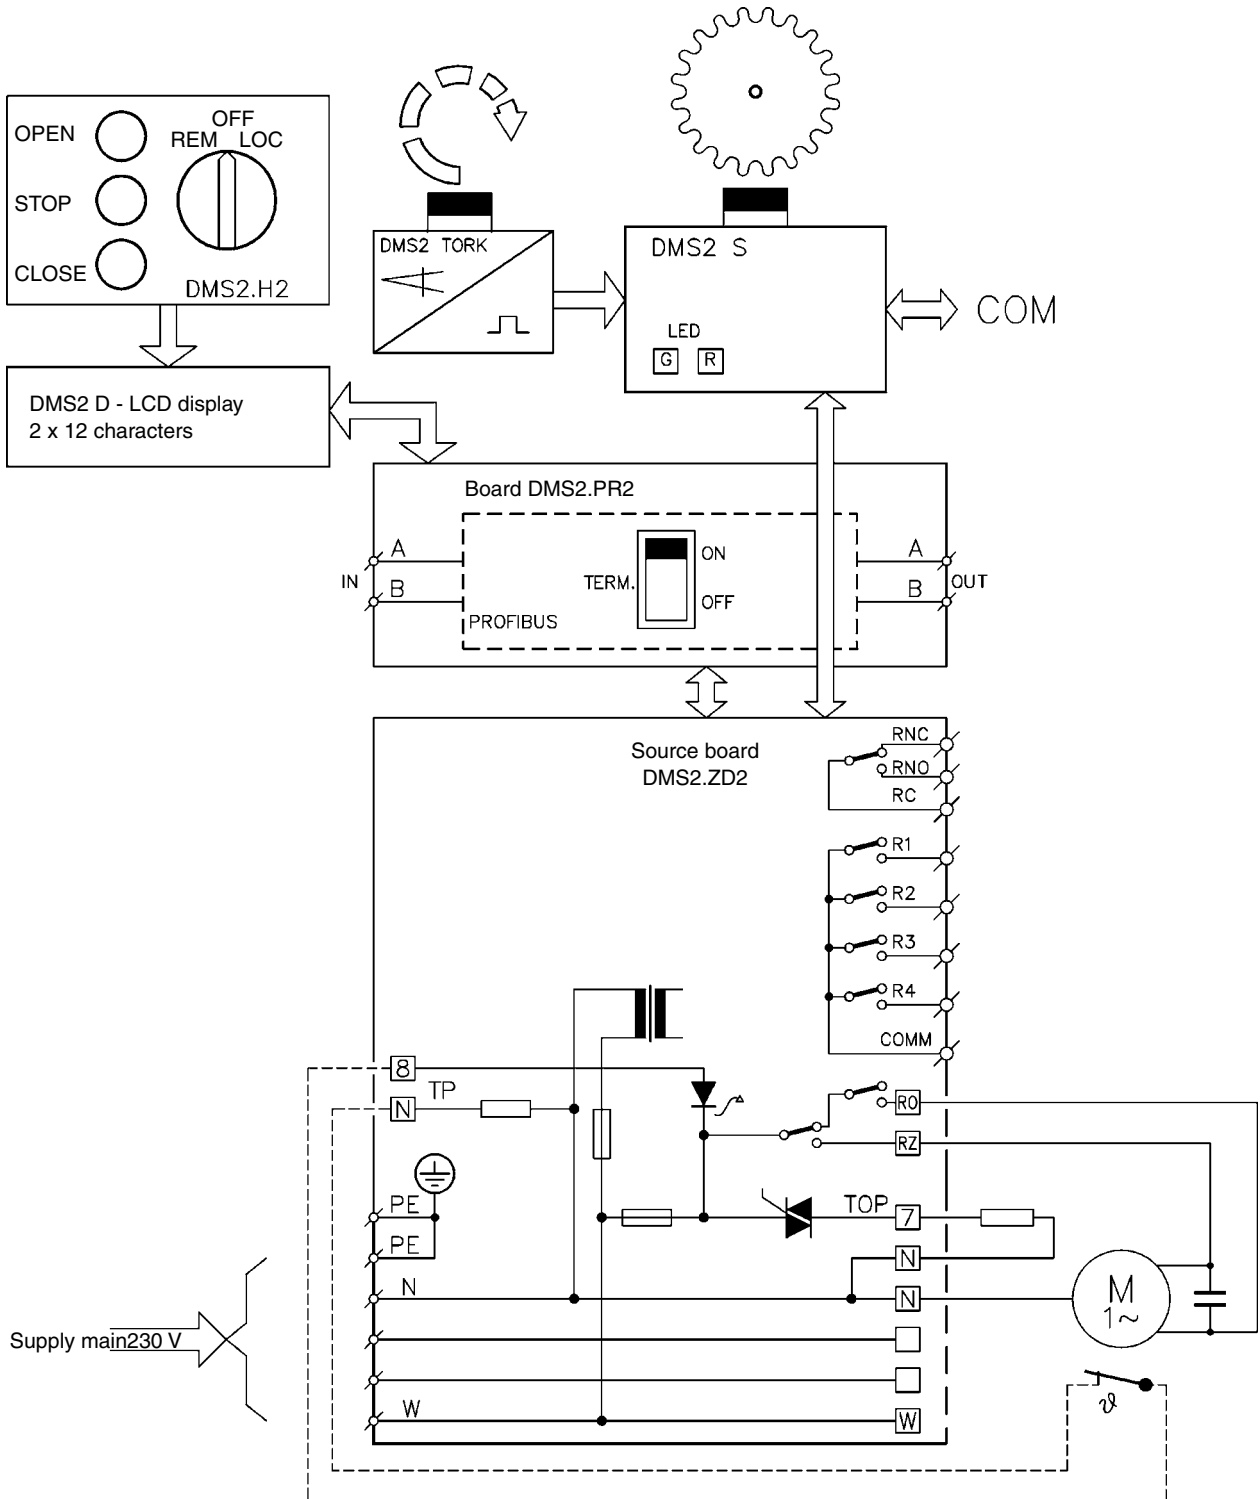 OPEN
STOP
CLOSE
OFF
REM LOC
DMS2.H2
DMS2 TORK
DMS2 S
LED
G R
COM
DMS2 D - LCD display
2 x 12 characters
Board DMS2.PR2
IN
A
B
TERM.
ON
OFF
PROFIBUS
A
B
OUT
Source board
DMS2.ZD2
RNC
RNO
RC
R1
R2
R3
R4
COMM
8
TP
N
RO
RZ
PE
PE
TOP
7
N
N
N
M
1~
Supply main230 V
W
W
ϑ